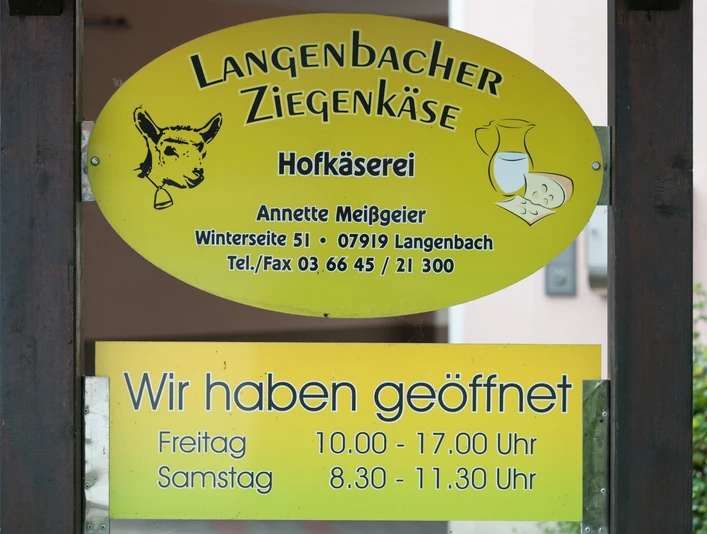 Langenbacher
Ziegenkäse
Hofkäserei
Annette Meißgeier
Winterseite 51 • 07919 Langenbach
Tel./Fax 03 66 45 / 21 300
Wir haben geöffnet
Freitag 10.00 - 17.00 Uhr
Samstag 8.30 - 11.30 Uhr